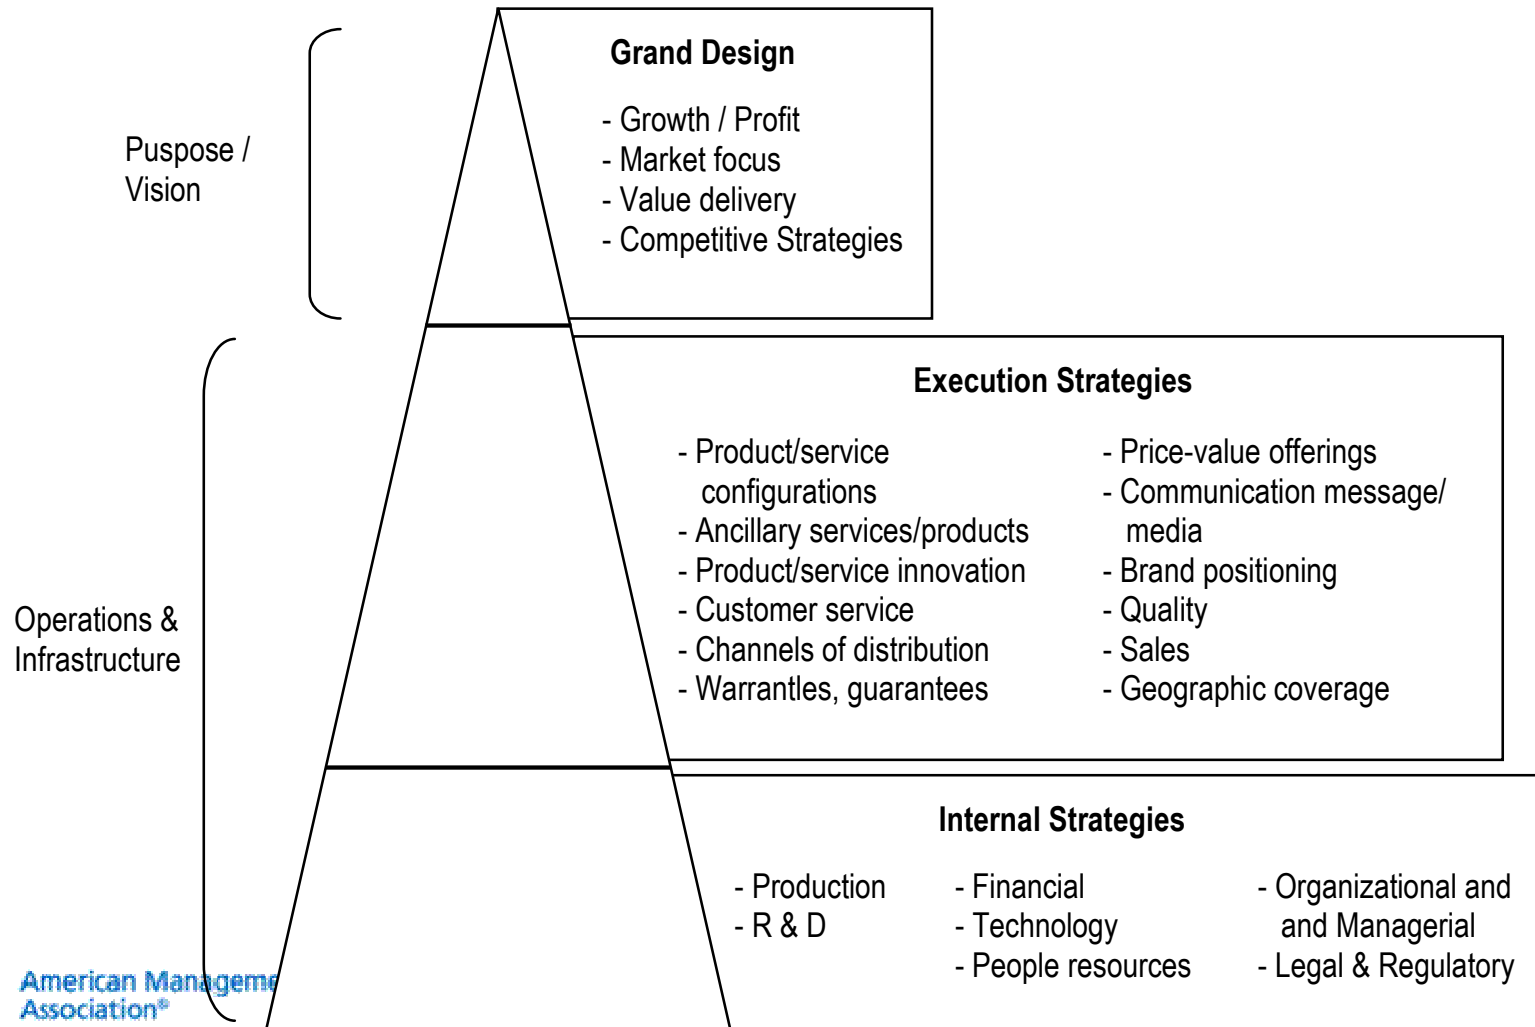 Grand Design
- Growth / Profit
- Market focus
- Value delivery
- Competitive Strategies
Puspose /
Vision
Execution Strategies
- Product/service
configurations
- Ancillary services/products
- Product/service innovation
- Customer service
- Channels of distribution
- Warrantles, guarantees
- Price-value offerings
- Communication message/
media
- Brand positioning
- Quality
- Sales
- Geographic coverage
Operations &
Infrastructure
Internal Strategies
- Production
- R & D
- Financial
- Technology
- People resources
- Organizational and
and Managerial
- Legal & Regulatory
American Manageme
Association®